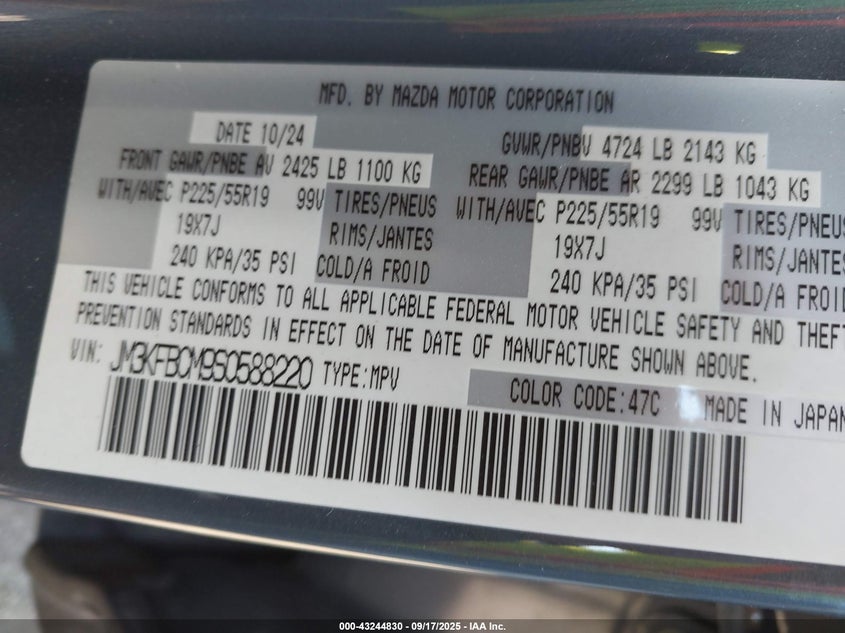 MFD. BY MAZDA MOTOR CORPORATION
DATE 10/24
GVWR/PNBV 4724 LB 2143 KG
FRONT GAWR/PNBE AV 2425 LB 1100 KG
REAR GAWR/PNBE AR 2299 LB 1043 KG
WITH/AVEC P225/55R19 99V TIRES/PNEUS
WITH/AVEC P225/55R19 99V TIRES/PNEUS
19X7J RIMS/JANTES
19X7J RIMS/JANTES
240 KPA/35 PSI COLD/A FROID
240 KPA/35 PSI COLD/A FROID
THIS VEHICLE CONFORMS TO ALL APPLICABLE FEDERAL MOTOR VEHICLE SAFETY AND THEFT
PREVENTION STANDARDS IN EFFECT ON THE DATE OF MANUFACTURE SHOWN ABOVE.
VIN: JM3KFBCM9S0588220 TYPE:MPV
COLOR CODE:47C MADE IN JAPAN
000-43244830 - 09/17/2025 - IAA Inc.